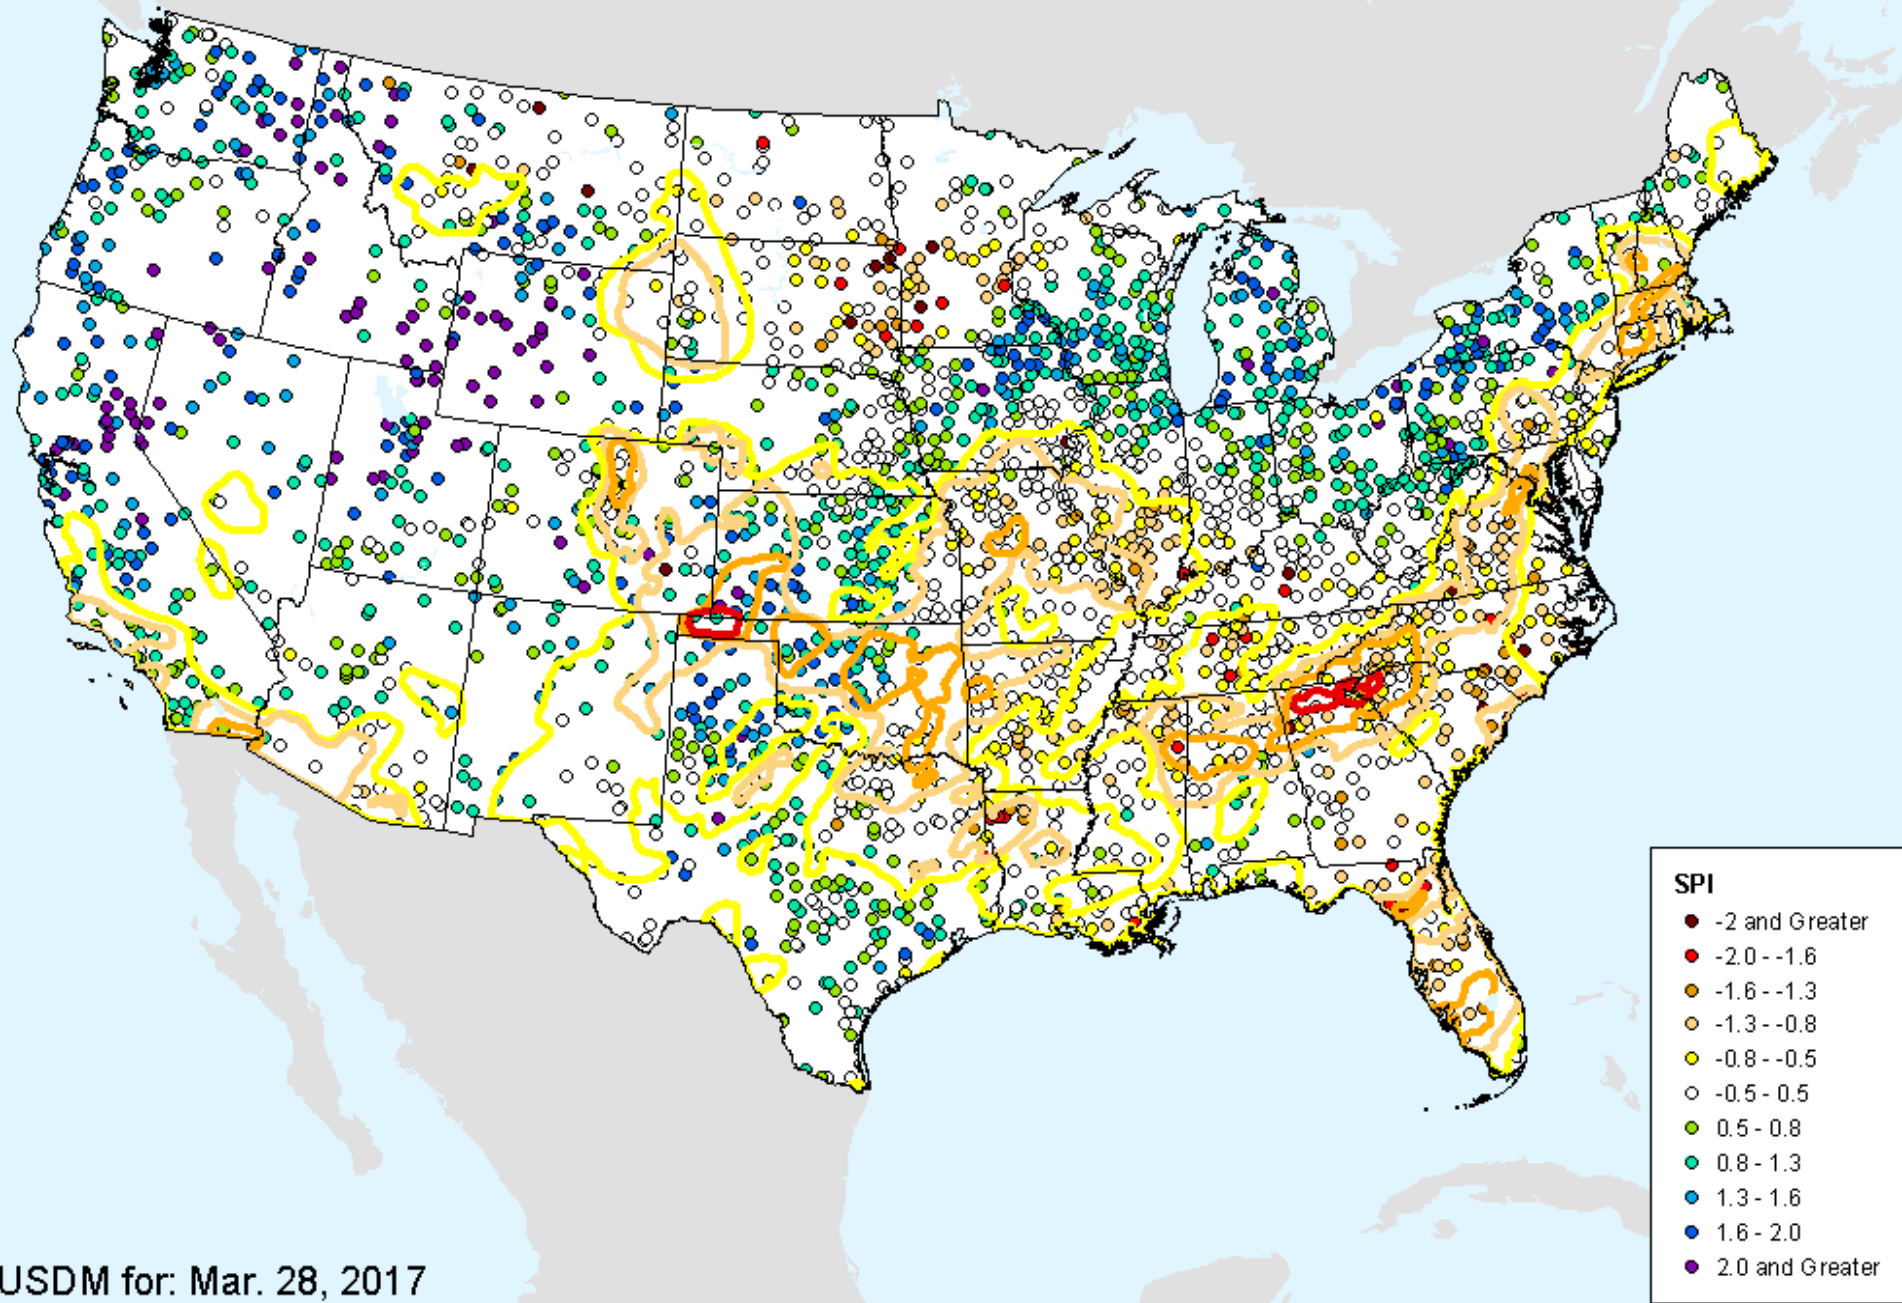 SPI
-2 and Greater
-2.0 - -1.6
-1.6 - -1.3
-1.3 - -0.8
-0.8 - -0.5
-0.5 - 0.5
0.5 - 0.8
0.8 - 1.3
1.3 - 1.6
1.6 - 2.0
2.0 and Greater
USDM for: Mar. 28, 2017